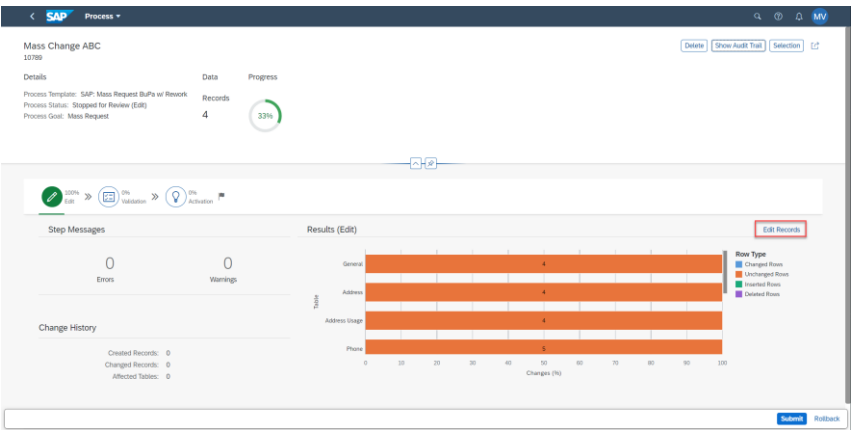 SAP Process
MV
Mass Change ABC
10789
Delete Show Audit Trail Selection
Details Data Progress
Process Template: SAP: Mass Request BuPa w/ Rework
Process Status: Stopped for Review (Edit)
Process Goal: Mass Request
Records
4
33%
100%
Edit
0%
Validation
0%
Activation
Step Messages
0 0
Errors Warnings
Change History
Created Records: 0
Changed Records: 0
Affected Tables: 0
Results (Edit)
Edit Records
Table
General 4
Address 4
Address Usage 4
Phone 5
0 10 20 30 40 50 60 70 80 90 100
Changes (%)
Row Type
Changed Rows
Unchanged Rows
Inserted Rows
Deleted Rows
Submit Rollback